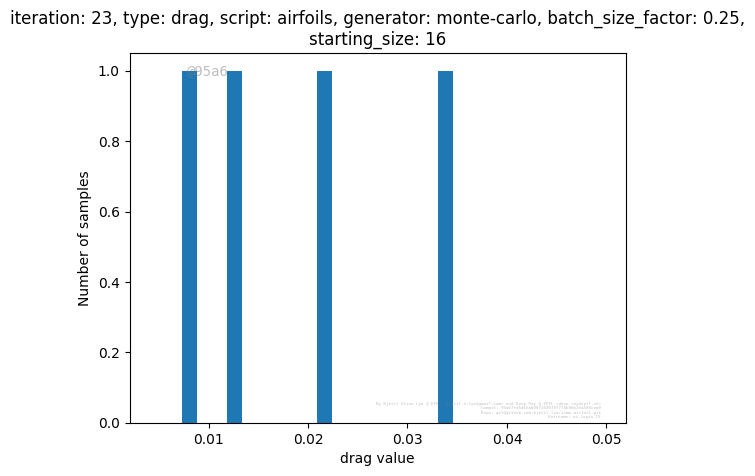 iteration: 23, type: drag, script: airfoils, generator: monte-carlo, batch_size_factor: 0.25,
starting_size: 16
@95a6
1.0
0.8
0.6
0.4
0.2
0.0
Number of samples
0.01
0.02
0.03
0.04
0.05
drag value